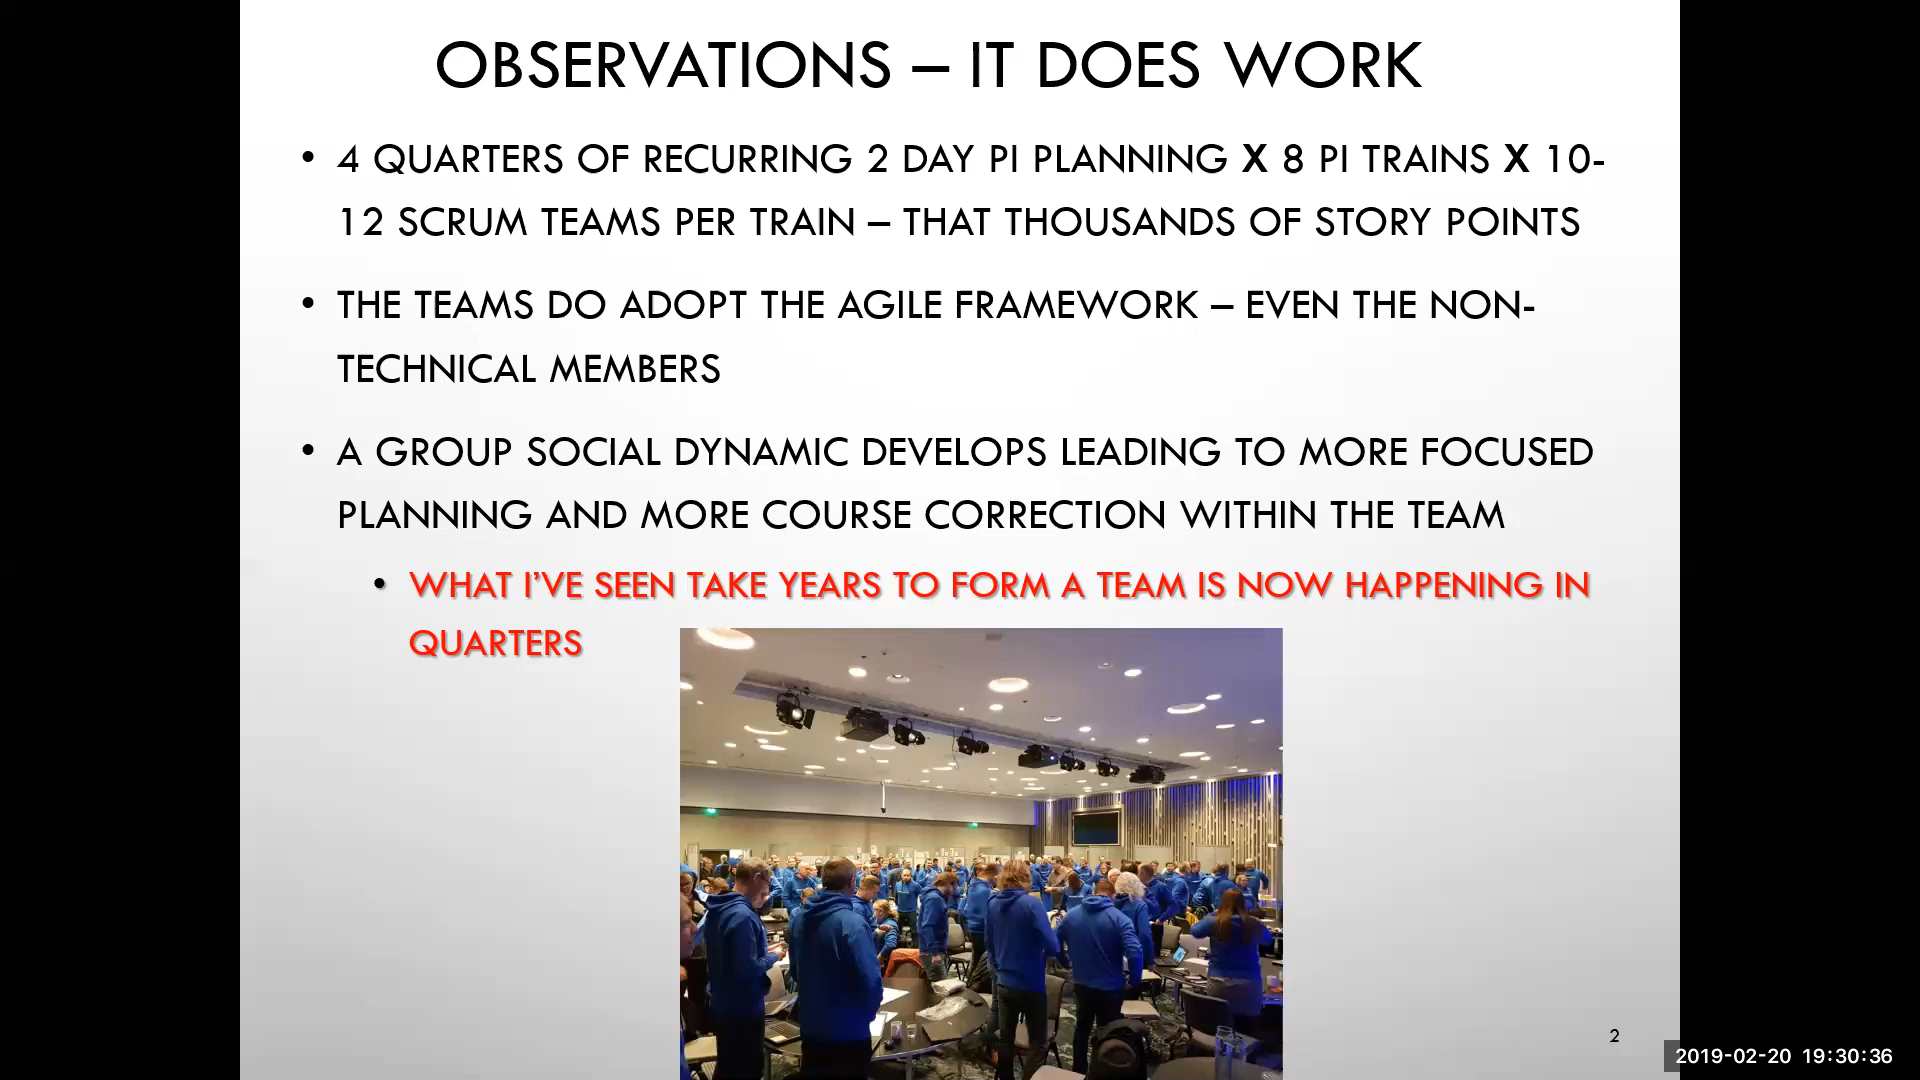 OBSERVATIONS – IT DOES WORK
• 4 QUARTERS OF RECURRING 2 DAY PI PLANNING X 8 PI TRAINS X 10-
12 SCRUM TEAMS PER TRAIN – THAT THOUSANDS OF STORY POINTS
• THE TEAMS DO ADOPT THE AGILE FRAMEWORK – EVEN THE NON-
TECHNICAL MEMBERS
• A GROUP SOCIAL DYNAMIC DEVELOPS LEADING TO MORE FOCUSED
PLANNING AND MORE COURSE CORRECTION WITHIN THE TEAM
• WHAT I’VE SEEN TAKE YEARS TO FORM A TEAM IS NOW HAPPENING IN
QUARTERS
2
2019-02-20 19:30:36